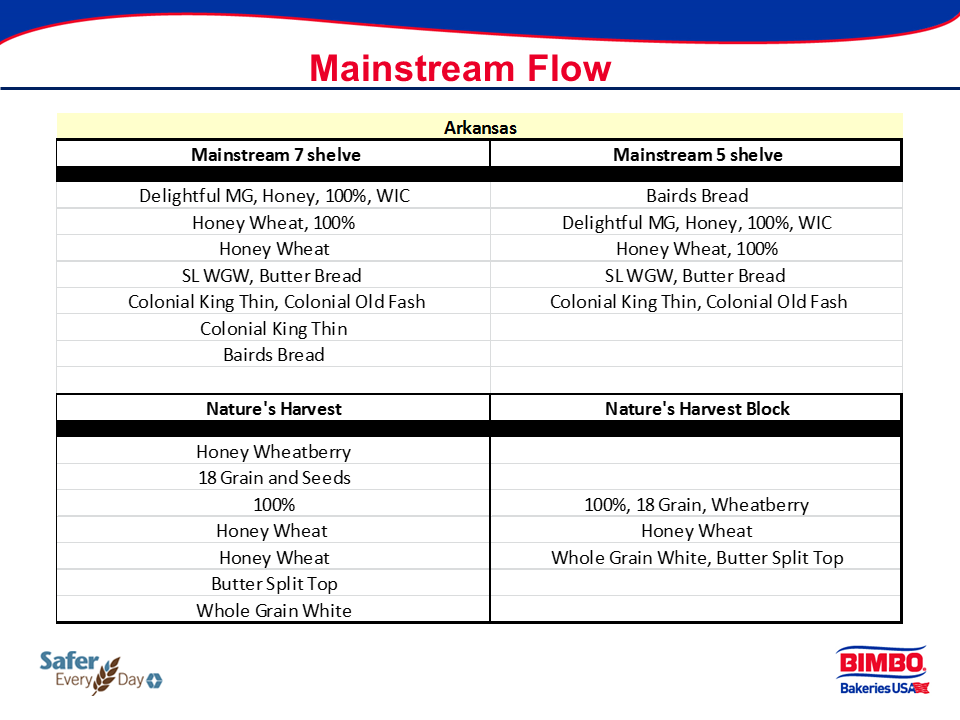 Mainstream Flow
Arkansas
Mainstream 7 shelve Mainstream 5 shelve
Delightful MG, Honey, 100%, WIC Bairds Bread
Honey Wheat, 100% Delightful MG, Honey, 100%, WIC
Honey Wheat Honey Wheat, 100%
SL WGW, Butter Bread SL WGW, Butter Bread
Colonial King Thin, Colonial Old Fash Colonial King Thin, Colonial Old Fash
Colonial King Thin
Bairds Bread
Nature's Harvest Nature's Harvest Block
Honey Wheatberry
18 Grain and Seeds
100% 100%, 18 Grain, Wheatberry
Honey Wheat Honey Wheat
Honey Wheat Whole Grain White, Butter Split Top
Butter Split Top
Whole Grain White
Safer
Every Day
BIMBO
Bakeries USA